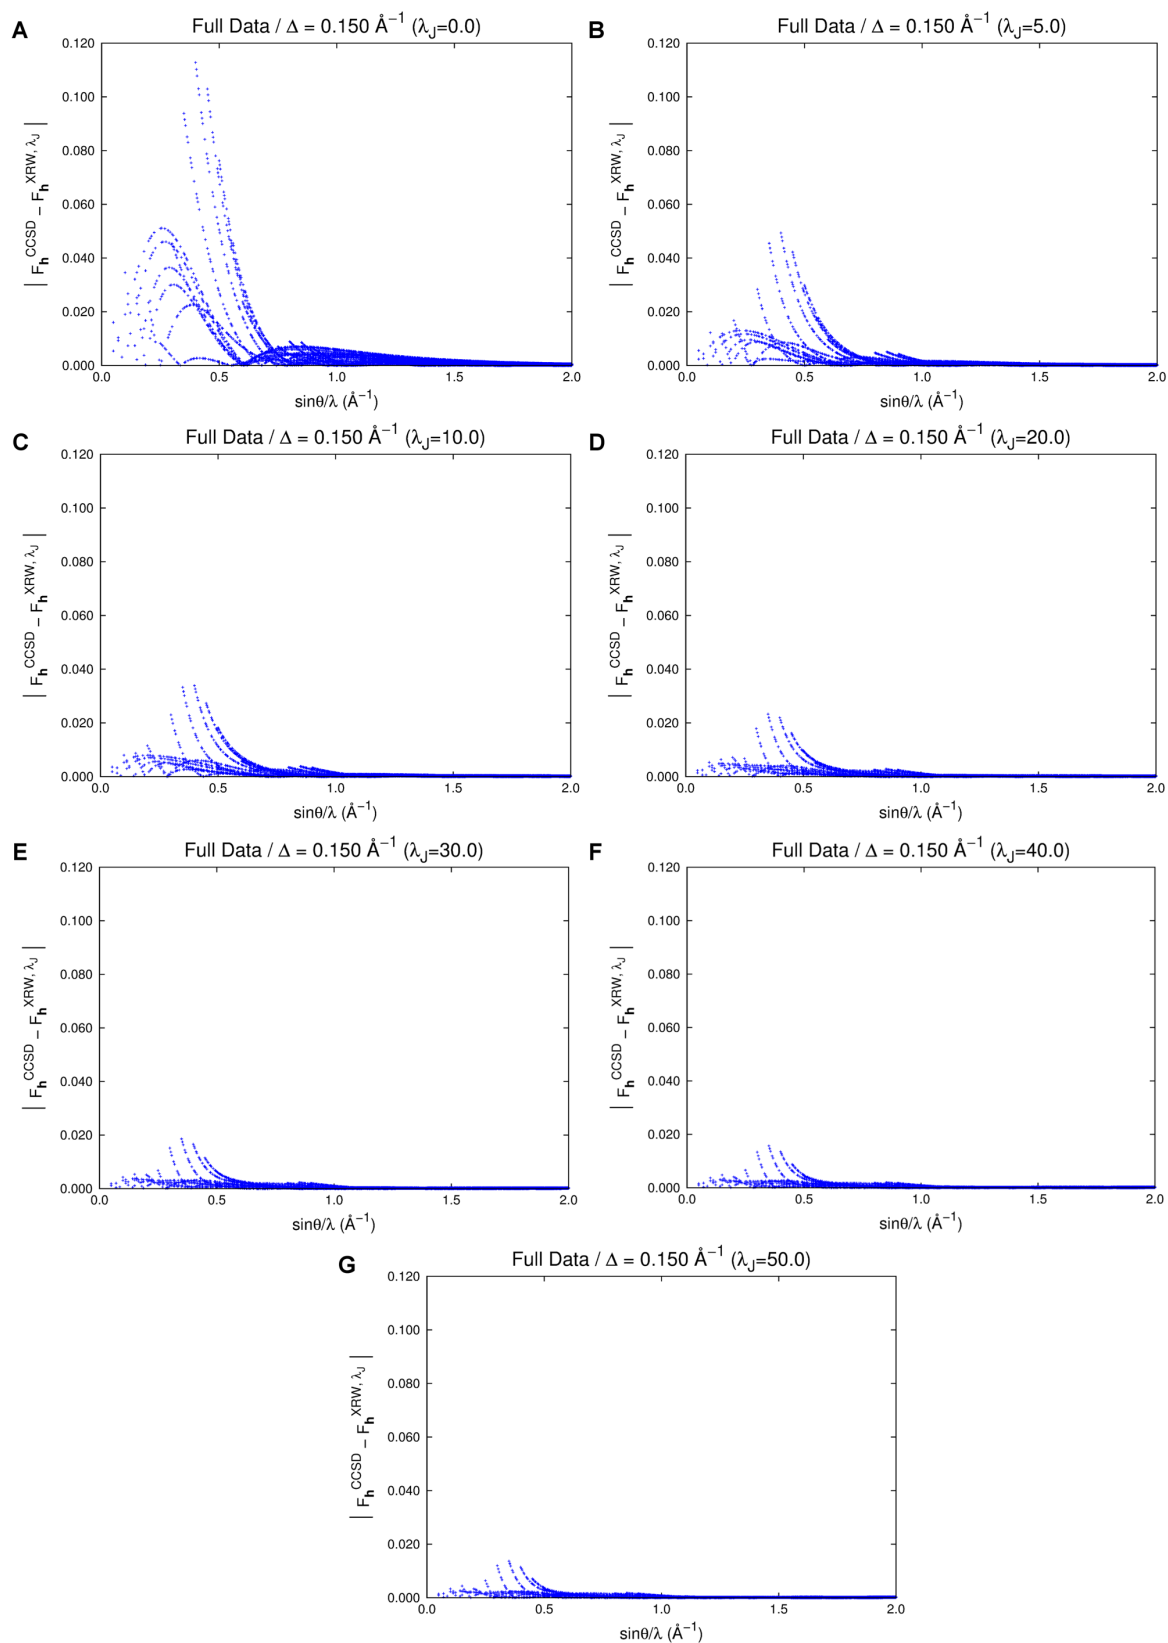 A
Full Data / Δ = 0.150 Å⁻¹ (λJ=0.0)
0.120
0.100
0.080
0.060
0.040
0.020
0.000
0.0 0.5 1.0 1.5 2.0
sinθ/λ (Å⁻¹)
| Fh^CCSD − Fh^XRW, λJ |
B
Full Data / Δ = 0.150 Å⁻¹ (λJ=5.0)
0.120
0.100
0.080
0.060
0.040
0.020
0.000
0.0 0.5 1.0 1.5 2.0
sinθ/λ (Å⁻¹)
| Fh^CCSD − Fh^XRW, λJ |
C
Full Data / Δ = 0.150 Å⁻¹ (λJ=10.0)
0.120
0.100
0.080
0.060
0.040
0.020
0.000
0.0 0.5 1.0 1.5 2.0
sinθ/λ (Å⁻¹)
| Fh^CCSD − Fh^XRW, λJ |
D
Full Data / Δ = 0.150 Å⁻¹ (λJ=20.0)
0.120
0.100
0.080
0.060
0.040
0.020
0.000
0.0 0.5 1.0 1.5 2.0
sinθ/λ (Å⁻¹)
| Fh^CCSD − Fh^XRW, λJ |
E
Full Data / Δ = 0.150 Å⁻¹ (λJ=30.0)
0.120
0.100
0.080
0.060
0.040
0.020
0.000
0.0 0.5 1.0 1.5 2.0
sinθ/λ (Å⁻¹)
| Fh^CCSD − Fh^XRW, λJ |
F
Full Data / Δ = 0.150 Å⁻¹ (λJ=40.0)
0.120
0.100
0.080
0.060
0.040
0.020
0.000
0.0 0.5 1.0 1.5 2.0
sinθ/λ (Å⁻¹)
| Fh^CCSD − Fh^XRW, λJ |
G
Full Data / Δ = 0.150 Å⁻¹ (λJ=50.0)
0.120
0.100
0.080
0.060
0.040
0.020
0.000
0.0 0.5 1.0 1.5 2.0
sinθ/λ (Å⁻¹)
| Fh^CCSD − Fh^XRW, λJ |